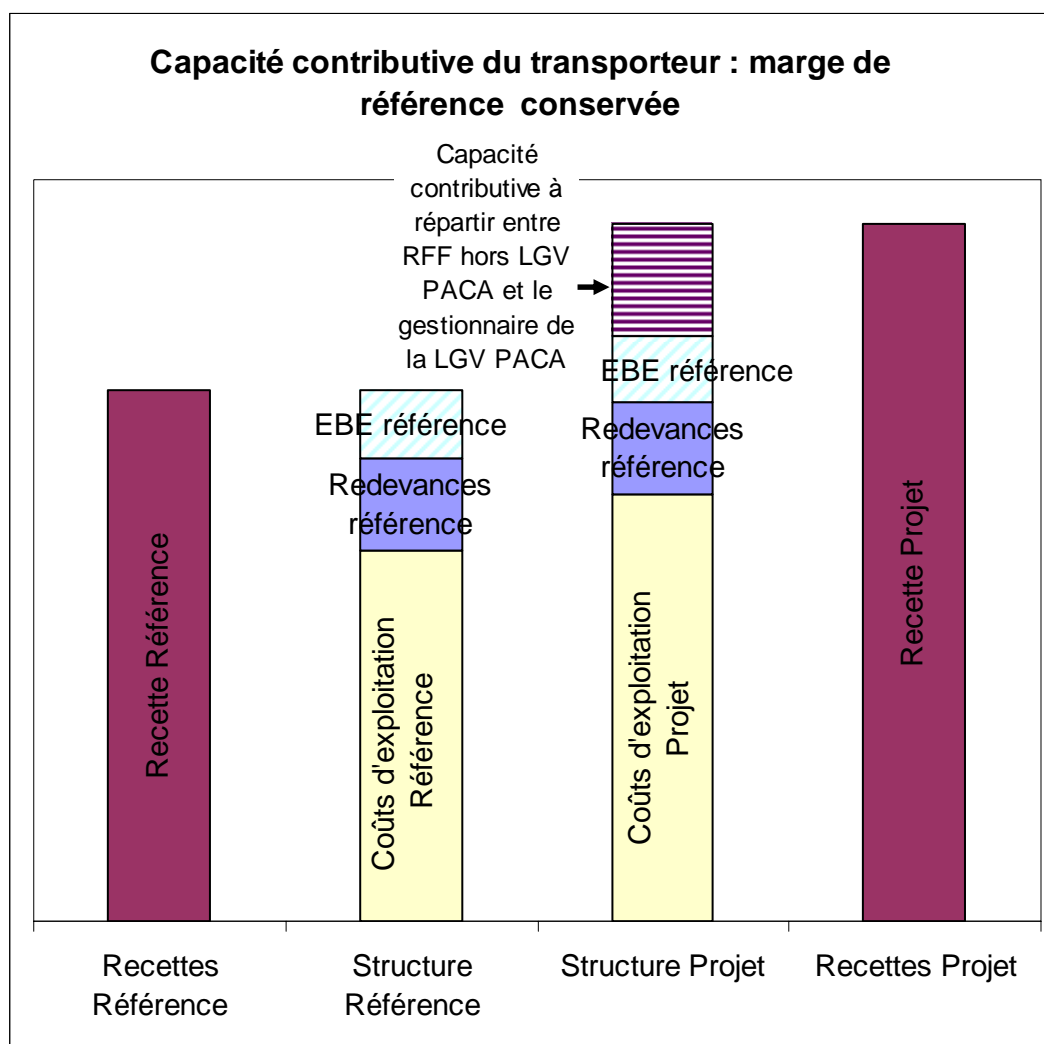 Capacité contributive du transporteur : marge de
référence conservée
Capacité
contributive à
répartir entre
RFF hors LGV
PACA et le
gestionnaire de
la LGV PACA
Recette Référence
EBE référence
Redevances
référence
Coûts d'exploitation
Référence
EBE référence
Redevances
référence
Coûts d'exploitation
Projet
Recette Projet
Recettes
Référence
Structure
Référence
Structure Projet
Recettes Projet